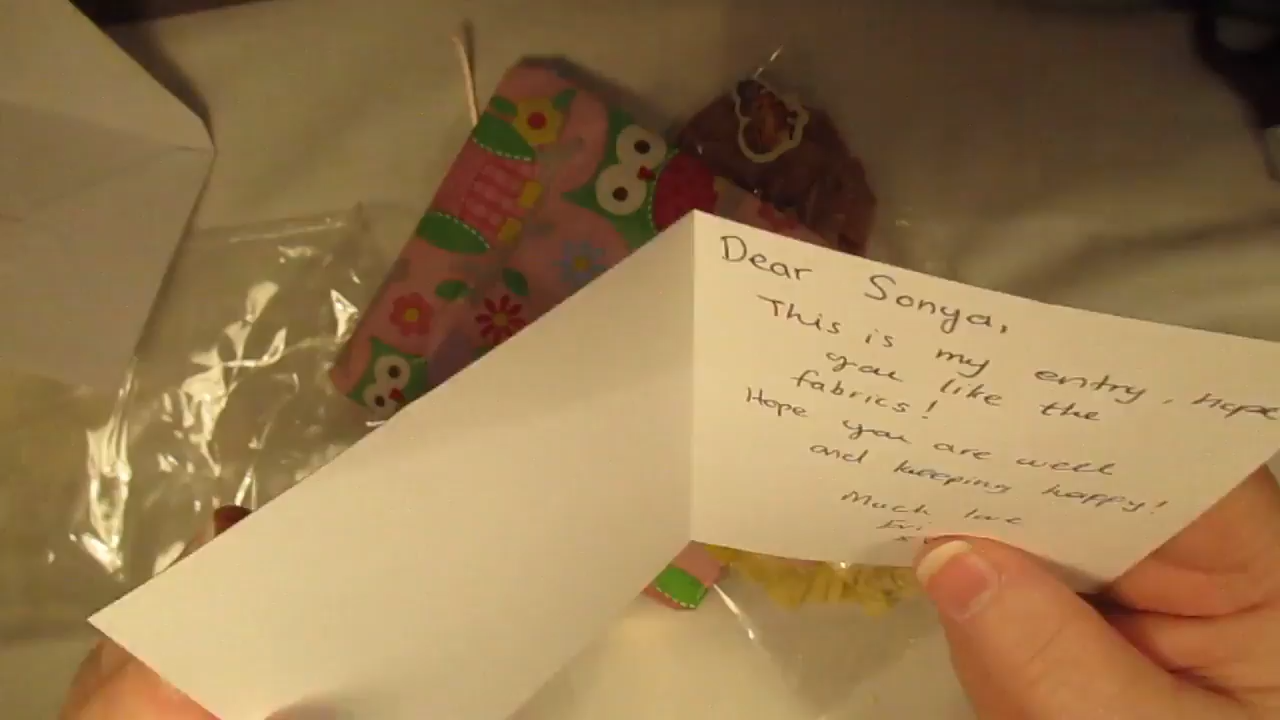 Dear Sonya,
This is my entry, hope
you like the
fabrics!
Hope you are well
and keeping happy!
Much love